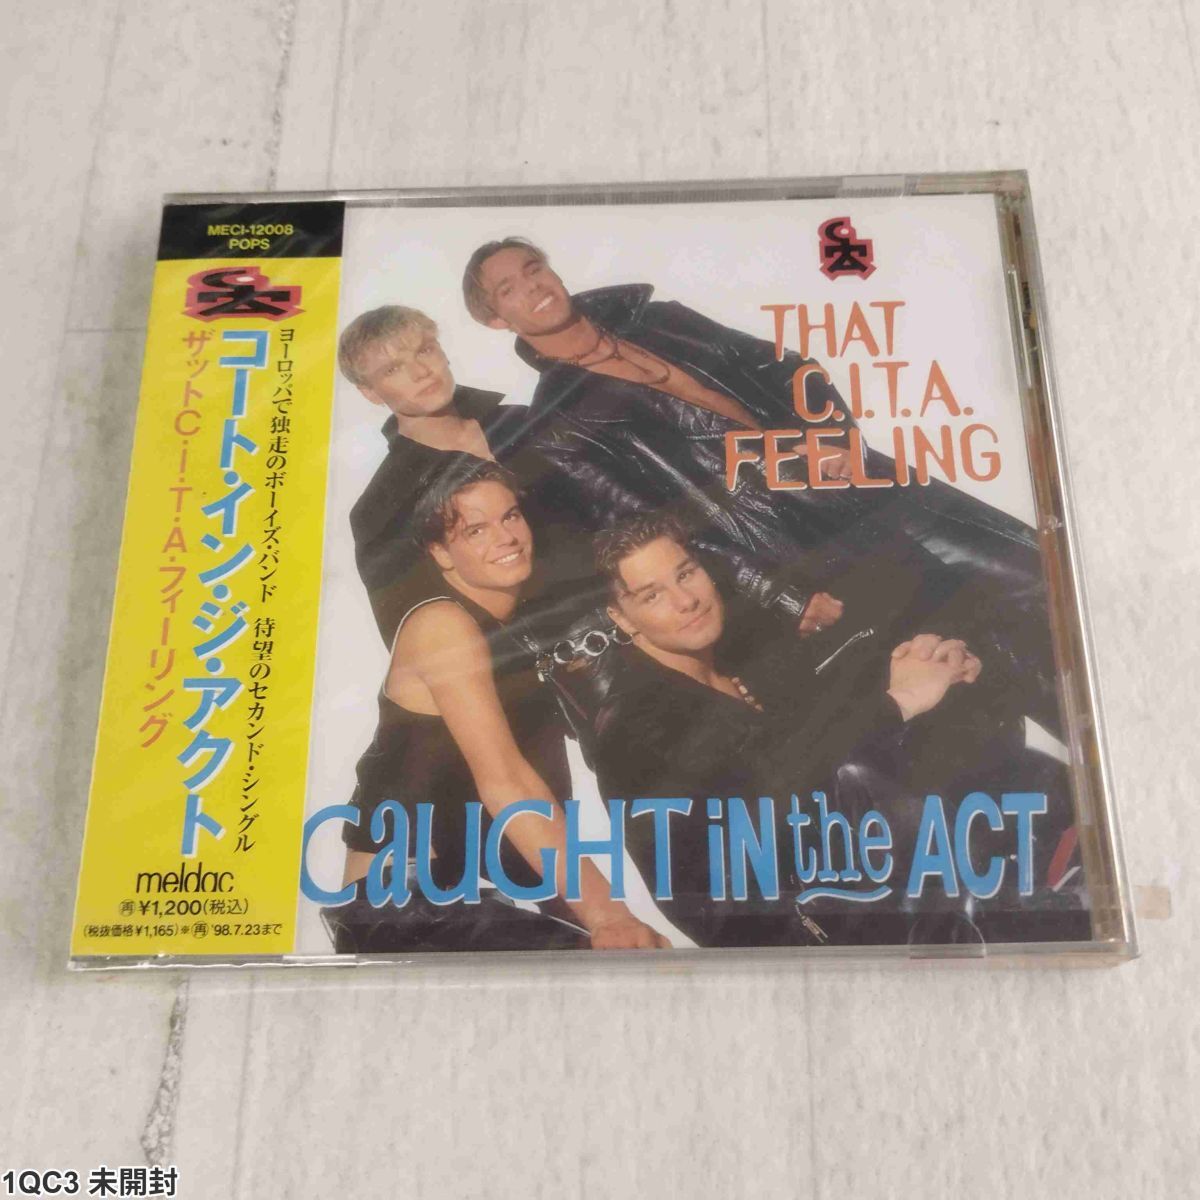 MECI-12008
POPS
C.I.T.A.
ヨーロッパで独走のボーイズ・バンド 待望のセカンド・シングル
コート・イン・ジ・アクト
ザットC・i・T・A・フィーリング
meldac
再¥1,200(税込)
(税抜価格¥1,165)※再'98.7.23まで
C.I.T.A.
THAT
C.I.T.A.
FEELING
CaUGHT iN the ACT
1QC3 未開封